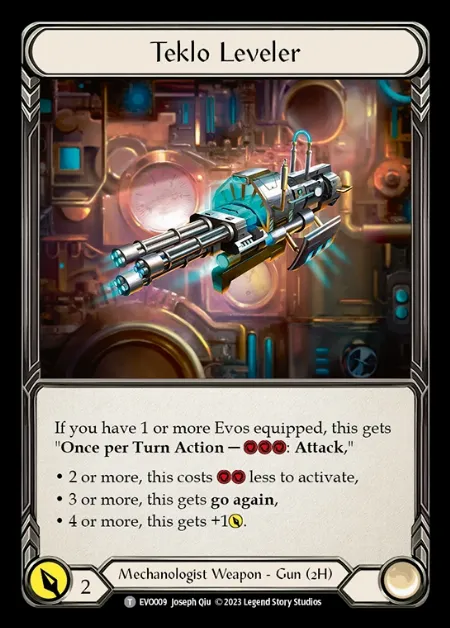 Teklo Leveler
If you have 1 or more Evos equipped, this gets
"Once per Turn Action — : Attack,"
• 2 or more, this costs less to activate,
• 3 or more, this gets go again,
• 4 or more, this gets +1.
2
Mechanologist Weapon - Gun (2H)
T EVO009 Joseph Qiu © 2023 Legend Story Studios